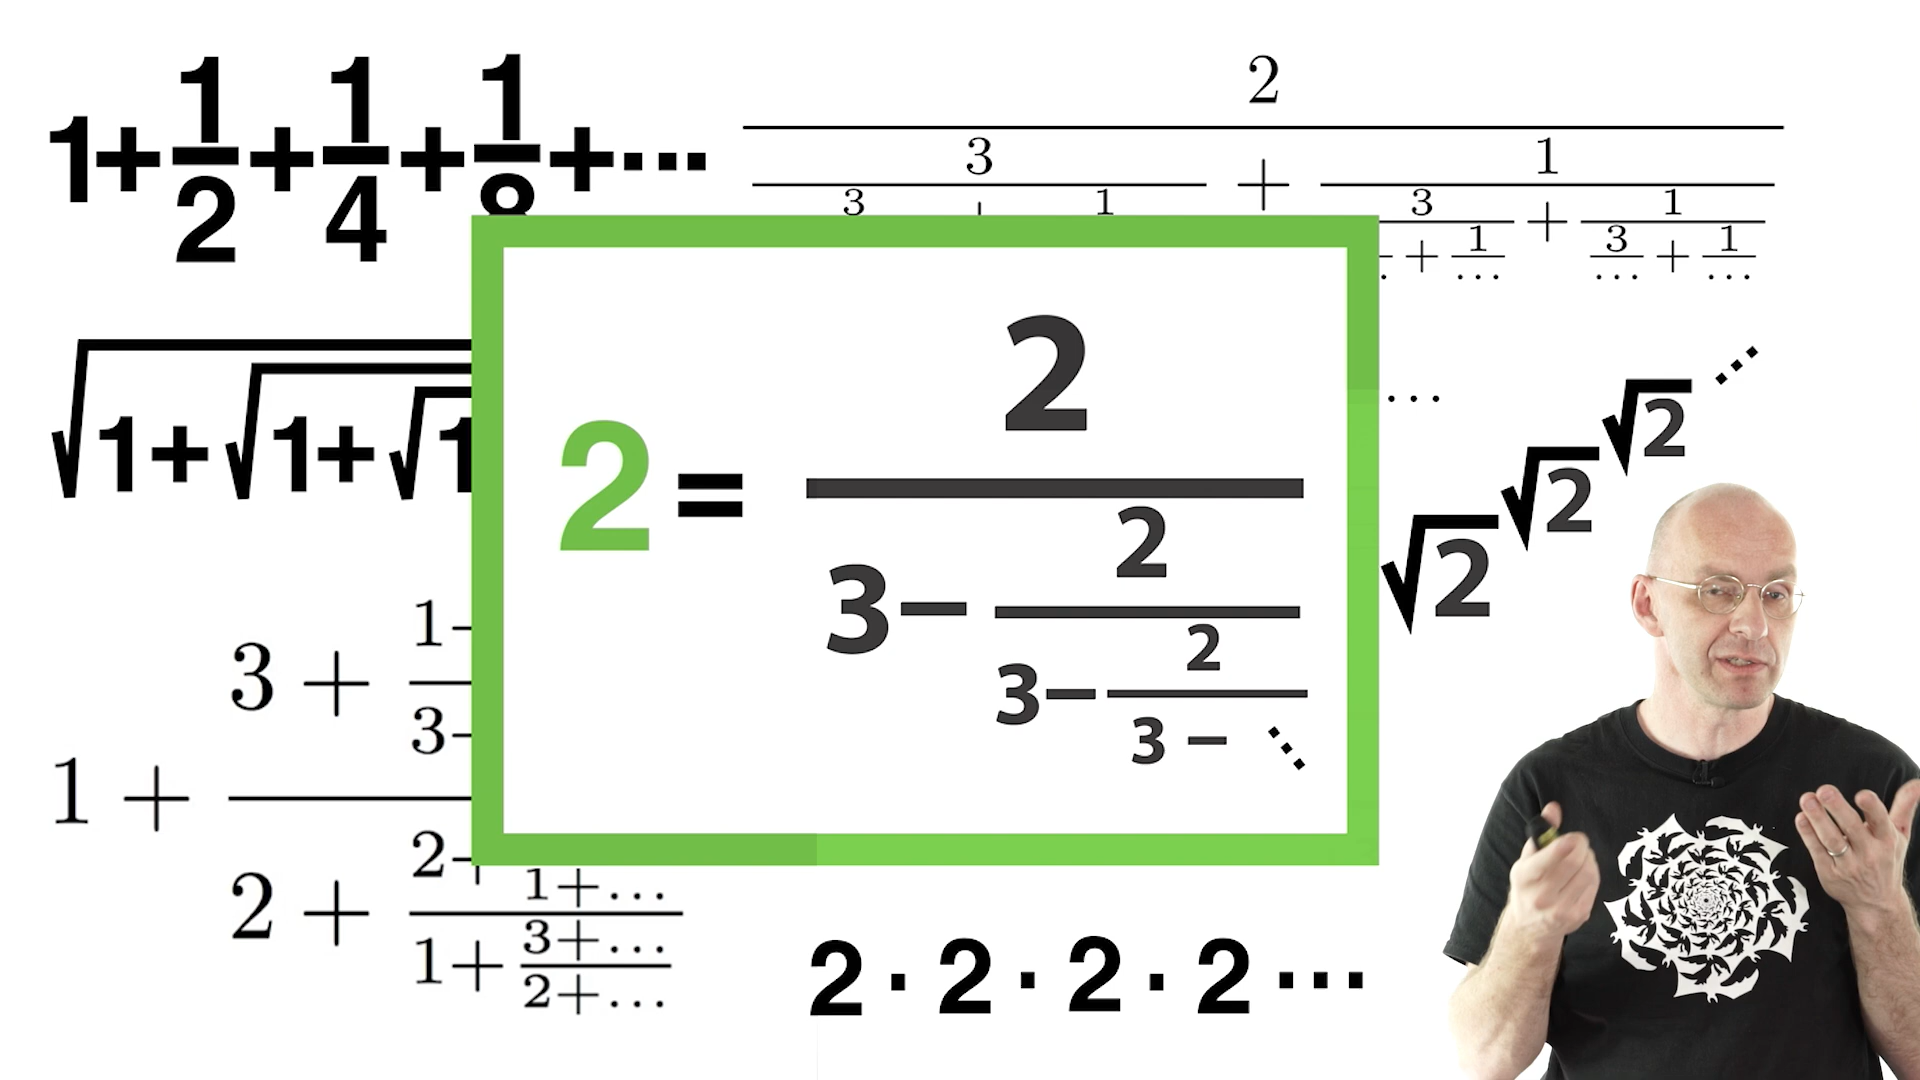 1+1/2+1/4+1/8+⋯
2
3 + 1
3 + 1 3 + 1
+ 1/… 3/… + 1/…
√1+√1+√1
…
√2^√2^√2^⋰
2 = 2/(3−2/(3−2/(3−⋱)))
3 + 1-
3-
1 +
2 + 2-
1+…
1+ 3+…
2+…
2 · 2 · 2 · 2 ⋯